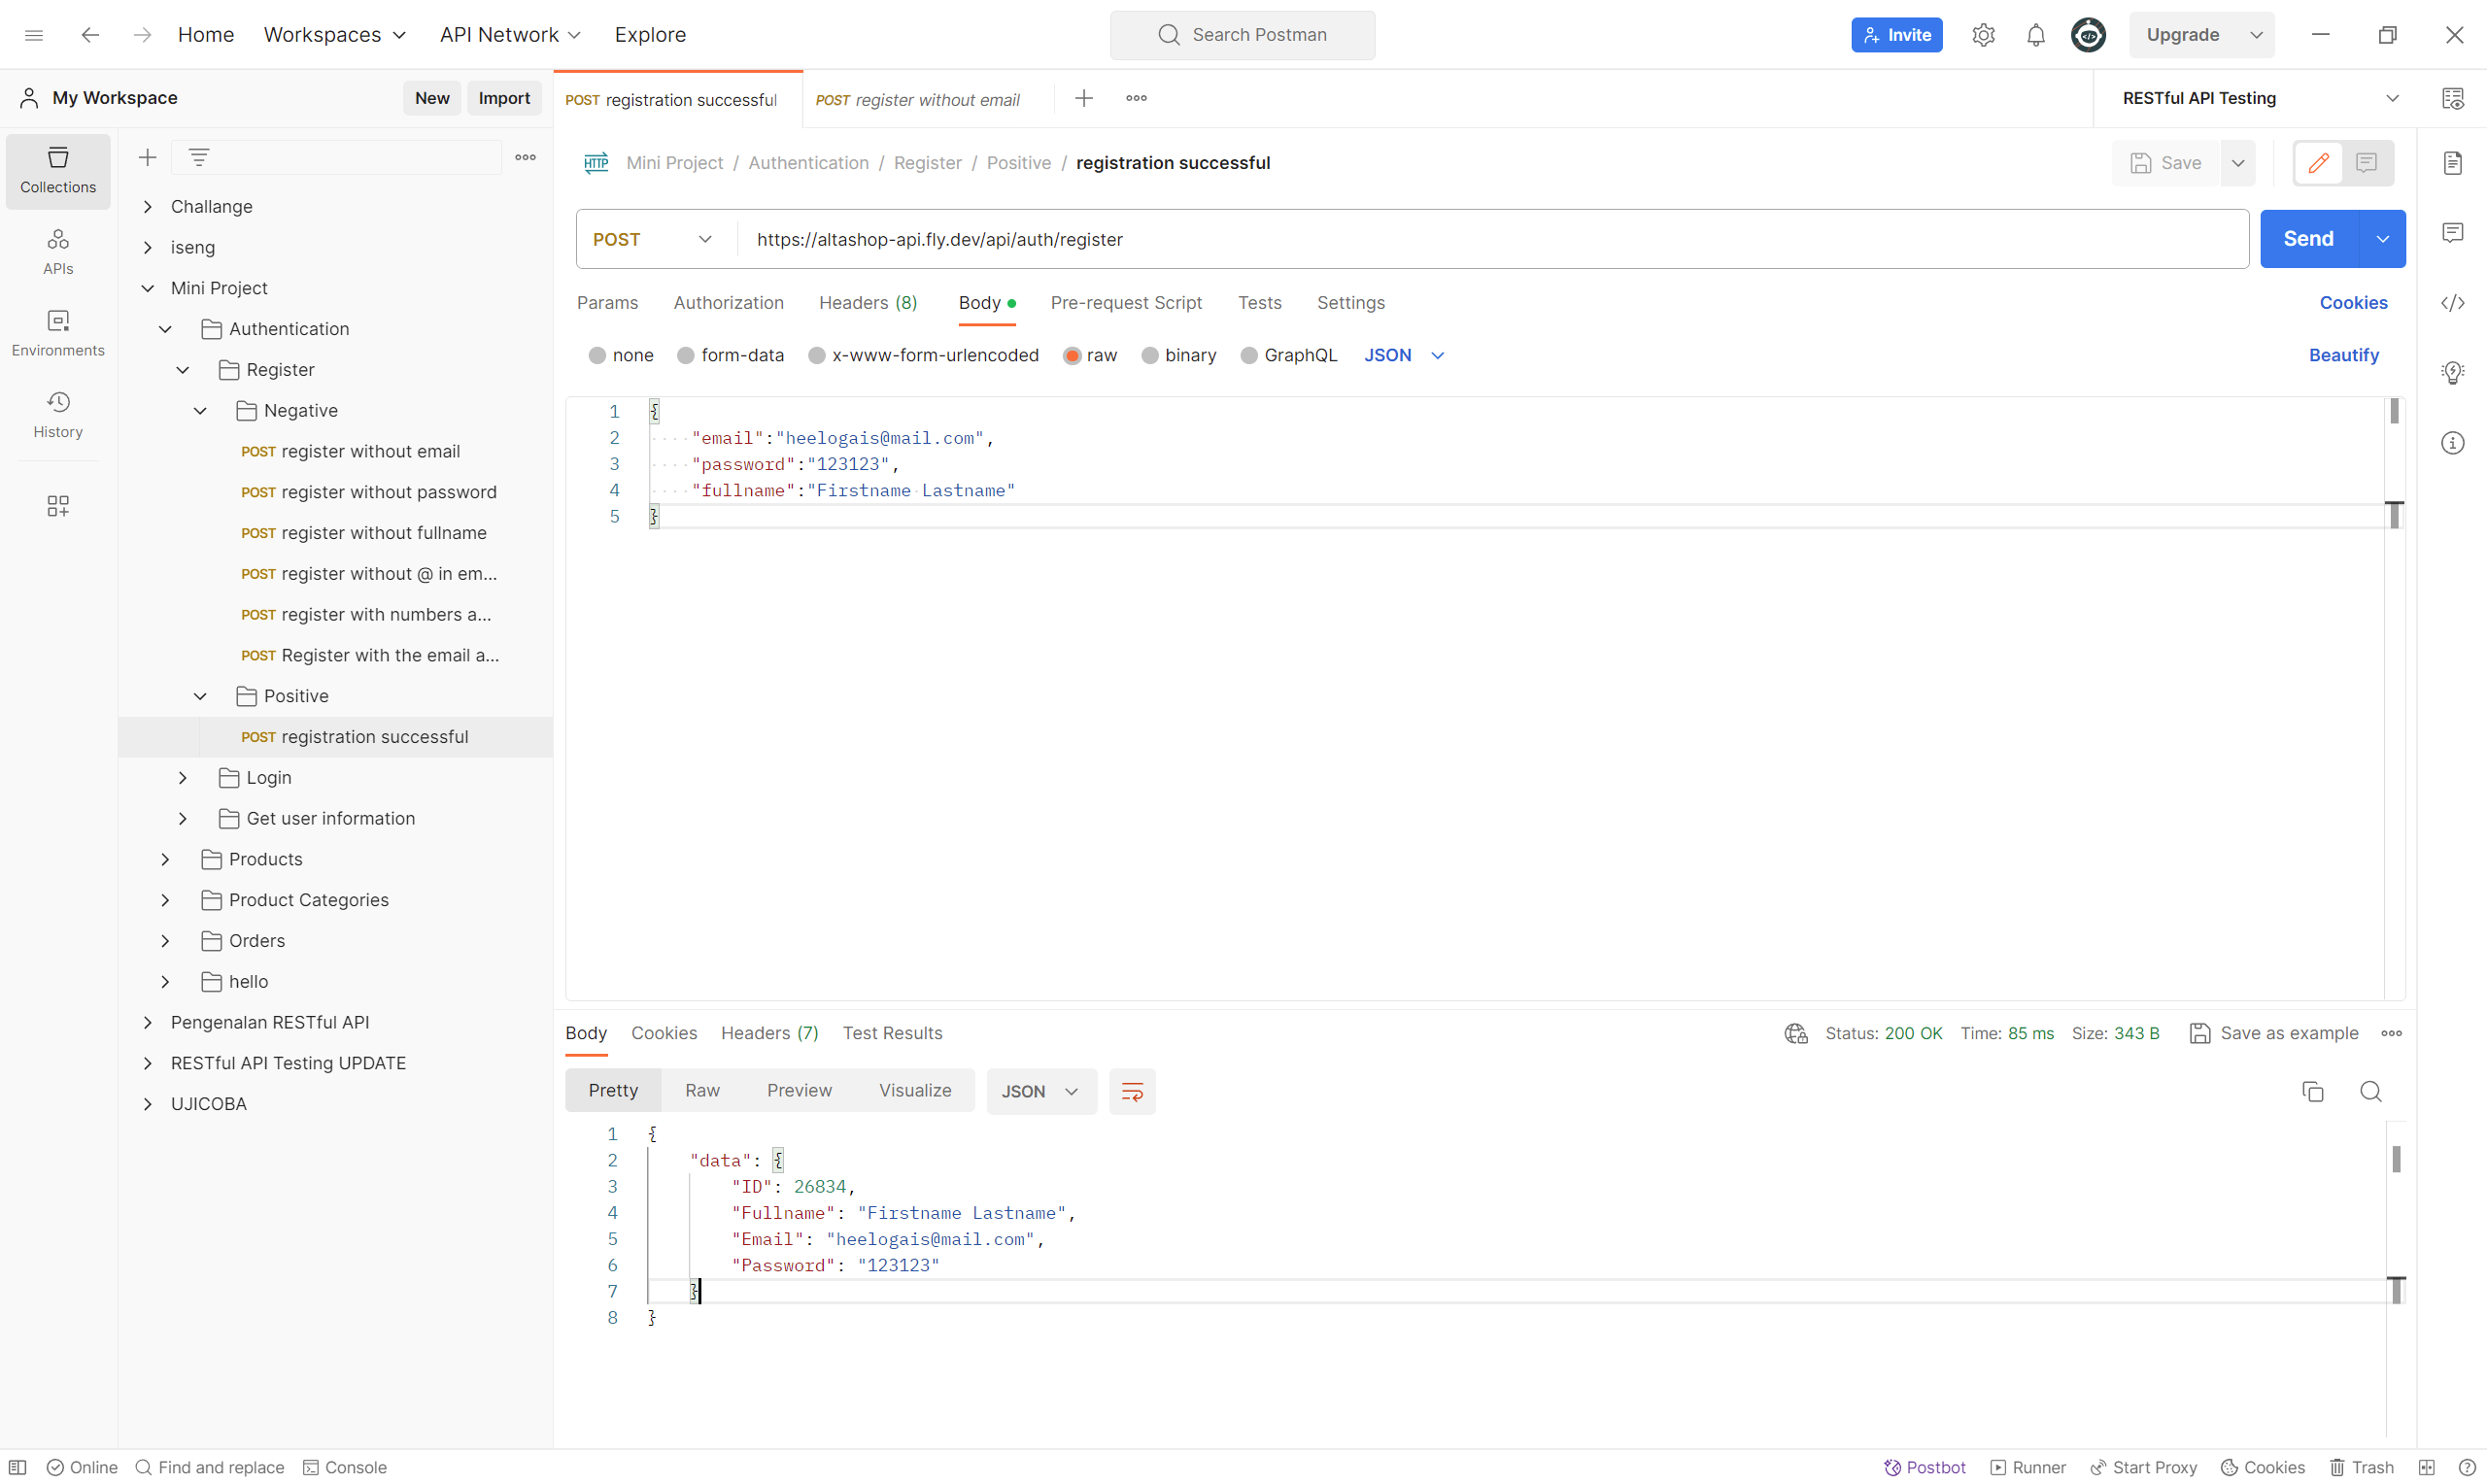 Home Workspaces API Network Explore Search Postman Invite Upgrade
My Workspace New Import POST registration successful POST register without email RESTful API Testing
Collections
APIs
Environments
History
Challange
iseng
Mini Project
Authentication
Register
Negative
POST register without email
POST register without password
POST register without fullname
POST register without @ in em...
POST register with numbers a...
POST Register with the email a...
Positive
POST registration successful
Login
Get user information
Products
Product Categories
Orders
hello
Pengenalan RESTful API
RESTful API Testing UPDATE
UJICOBA
HTTP Mini Project / Authentication / Register / Positive / registration successful Save
POST https://altashop-api.fly.dev/api/auth/register Send
Params Authorization Headers (8) Body Pre-request Script Tests Settings Cookies
none form-data x-www-form-urlencoded raw binary GraphQL JSON Beautify
1 {
2 "email":"heelogais@mail.com",
3 "password":"123123",
4 "fullname":"Firstname Lastname"
5 }
Body Cookies Headers (7) Test Results Status: 200 OK Time: 85 ms Size: 343 B Save as example
Pretty Raw Preview Visualize JSON
1 {
2 "data": {
3 "ID": 26834,
4 "Fullname": "Firstname Lastname",
5 "Email": "heelogais@mail.com",
6 "Password": "123123"
7 }
8 }
Online Find and replace Console Postbot Runner Start Proxy Cookies Trash